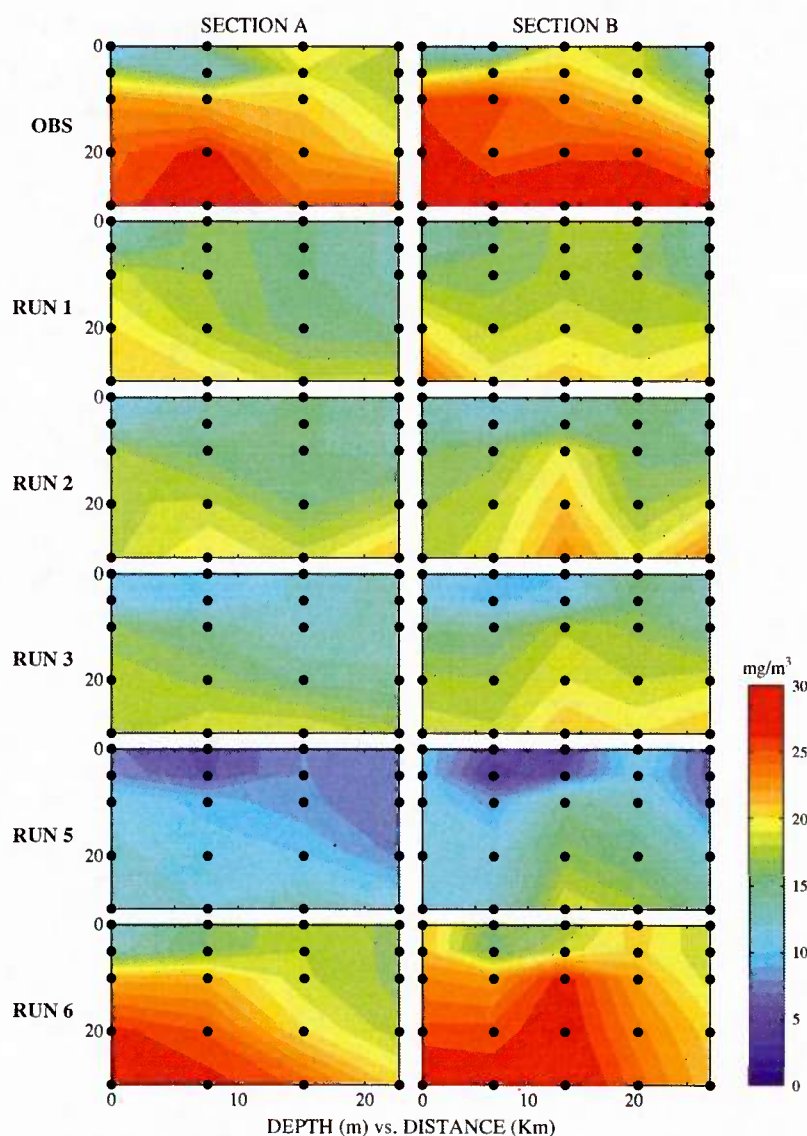 SECTION A SECTION B
0
OBS
20
0
RUN 1
20
0
RUN 2
20
0
RUN 3
20
mg/m³
30
25
20
15
10
5
0
0
RUN 5
20
0
RUN 6
20
0 10 20 0 10 20
DEPTH (m) vs. DISTANCE (Km)